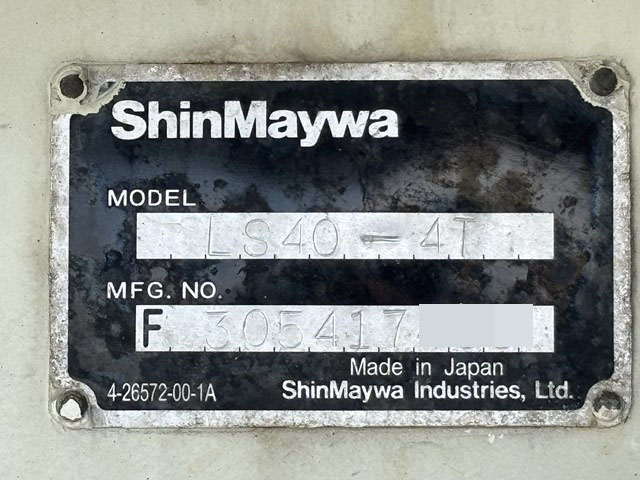 ShinMaywa
MODEL
LS40-4T
MFG. NO.
F 305417
Made in Japan
4-26572-00-1A
ShinMaywa Industries, Ltd.